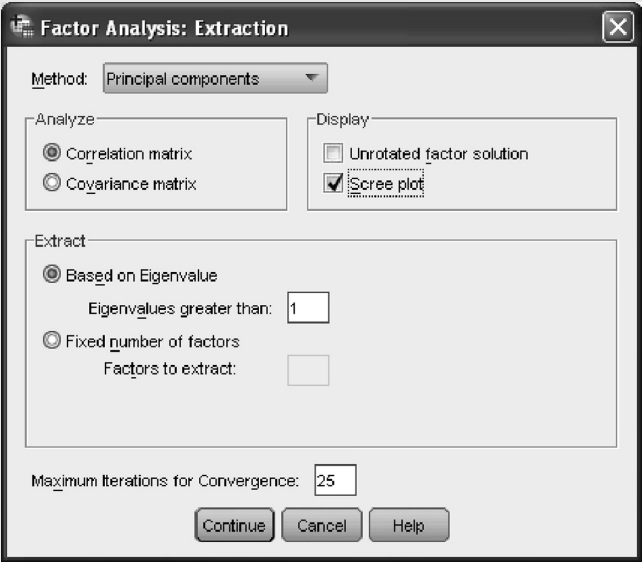 Factor Analysis: Extraction
Method: Principal components
Analyze
Correlation matrix
Covariance matrix
Display
Unrotated factor solution
Scree plot
Extract
Based on Eigenvalue
Eigenvalues greater than: 1
Fixed number of factors
Factors to extract:
Maximum Iterations for Convergence: 25
Continue Cancel Help